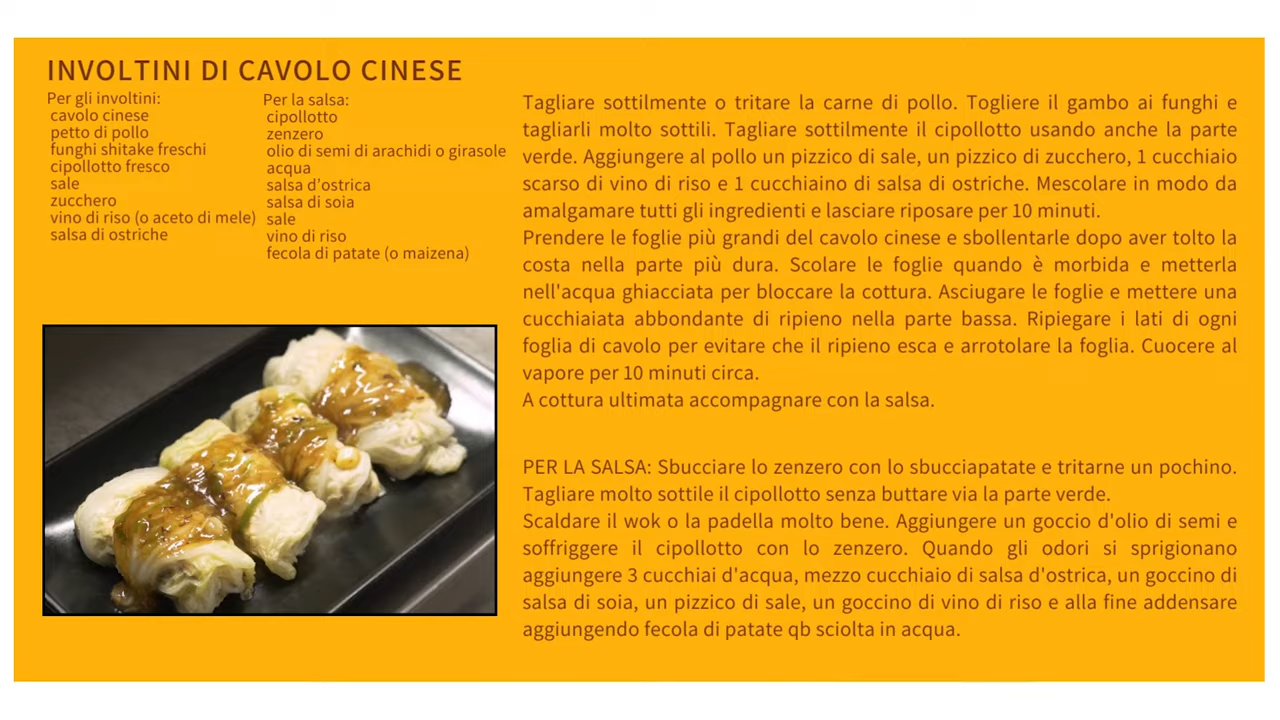 INVOLTINI DI CAVOLO CINESE
Per gli involtini:
cavolo cinese
petto di pollo
funghi shitake freschi
cipollotto fresco
sale
zucchero
vino di riso (o aceto di mele)
salsa di ostriche
Per la salsa:
cipollotto
zenzero
olio di semi di arachidi o girasole
acqua
salsa d'ostrica
salsa di soia
sale
vino di riso
fecola di patate (o maizena)
Tagliare sottilmente o tritare la carne di pollo. Togliere il gambo ai funghi e
tagliarli molto sottili. Tagliare sottilmente il cipollotto usando anche la parte
verde. Aggiungere al pollo un pizzico di sale, un pizzico di zucchero, 1 cucchiaio
scarso di vino di riso e 1 cucchiaino di salsa di ostriche. Mescolare in modo da
amalgamare tutti gli ingredienti e lasciare riposare per 10 minuti.
Prendere le foglie più grandi del cavolo cinese e sbollentarle dopo aver tolto la
costa nella parte più dura. Scolare le foglie quando è morbida e metterla
nell'acqua ghiacciata per bloccare la cottura. Asciugare le foglie e mettere una
cucchiaiata abbondante di ripieno nella parte bassa. Ripiegare i lati di ogni
foglia di cavolo per evitare che il ripieno esca e arrotolare la foglia. Cuocere al
vapore per 10 minuti circa.
A cottura ultimata accompagnare con la salsa.
PER LA SALSA: Sbucciare lo zenzero con lo sbucciapatate e tritarne un pochino.
Tagliare molto sottile il cipollotto senza buttare via la parte verde.
Scaldare il wok o la padella molto bene. Aggiungere un goccio d'olio di semi e
soffriggere il cipollotto con lo zenzero. Quando gli odori si sprigionano
aggiungere 3 cucchiai d'acqua, mezzo cucchiaio di salsa d'ostrica, un goccino di
salsa di soia, un pizzico di sale, un goccino di vino di riso e alla fine addensare
aggiungendo fecola di patate qb sciolta in acqua.